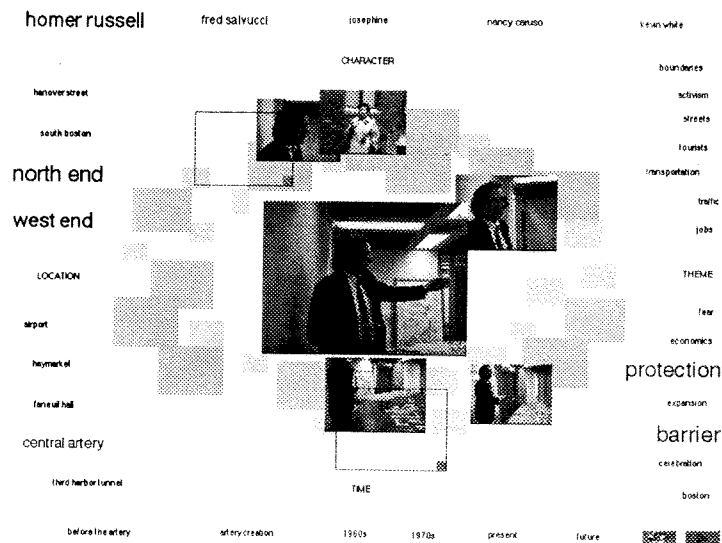 homer russell fred salvucci josephine nancy caruso kevin white
CHARACTER
boundaries
hanover street
activism
streets
south boston
tourists
north end
transportation
traffic
west end
jobs
LOCATION
THEME
fear
airport
economics
haymarket
protection
faneuil hall
expansion
barrier
central artery
celebration
third harbor tunnel
TIME
boston
before the artery artery creation 1960s 1970s present future